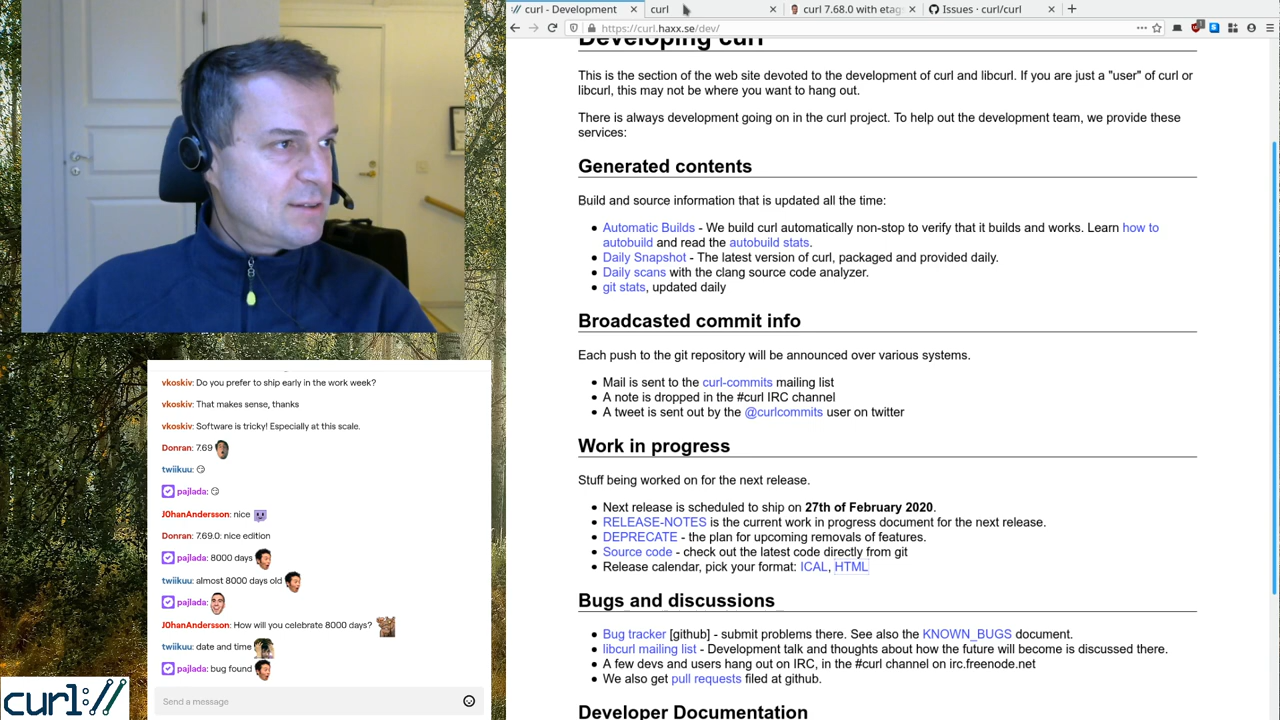 curl - Development
curl
curl 7.68.0 with etags
Issues · curl/curl
https://curl.haxx.se/dev/
Developing curl
This is the section of the web site devoted to the development of curl and libcurl. If you are just a "user" of curl or
libcurl, this may not be where you want to hang out.
There is always development going on in the curl project. To help out the development team, we provide these
services:
Generated contents
Build and source information that is updated all the time:
Automatic Builds - We build curl automatically non-stop to verify that it builds and works. Learn how to
autobuild and read the autobuild stats.
Daily Snapshot - The latest version of curl, packaged and provided daily.
Daily scans with the clang source code analyzer.
git stats, updated daily
Broadcasted commit info
Each push to the git repository will be announced over various systems.
Mail is sent to the curl-commits mailing list
A note is dropped in the #curl IRC channel
A tweet is sent out by the @curlcommits user on twitter
Work in progress
Stuff being worked on for the next release.
Next release is scheduled to ship on 27th of February 2020.
RELEASE-NOTES is the current work in progress document for the next release.
DEPRECATE - the plan for upcoming removals of features.
Source code - check out the latest code directly from git
Release calendar, pick your format: ICAL, HTML
Bugs and discussions
Bug tracker [github] - submit problems there. See also the KNOWN_BUGS document.
libcurl mailing list - Development talk and thoughts about how the future will become is discussed there.
A few devs and users hang out on IRC, in the #curl channel on irc.freenode.net
We also get pull requests filed at github.
Developer Documentation
vkoskiv: Do you prefer to ship early in the work week?
vkoskiv: That makes sense, thanks
vkoskiv: Software is tricky! Especially at this scale.
Donran: 7.69
twiikuu:
pajlada:
J0hanAndersson: nice
Donran: 7.69.0: nice edition
pajlada: 8000 days
twiikuu: almost 8000 days old
pajlada:
J0hanAndersson: How will you celebrate 8000 days?
twiikuu: date and time
pajlada: bug found
Send a message
curl://